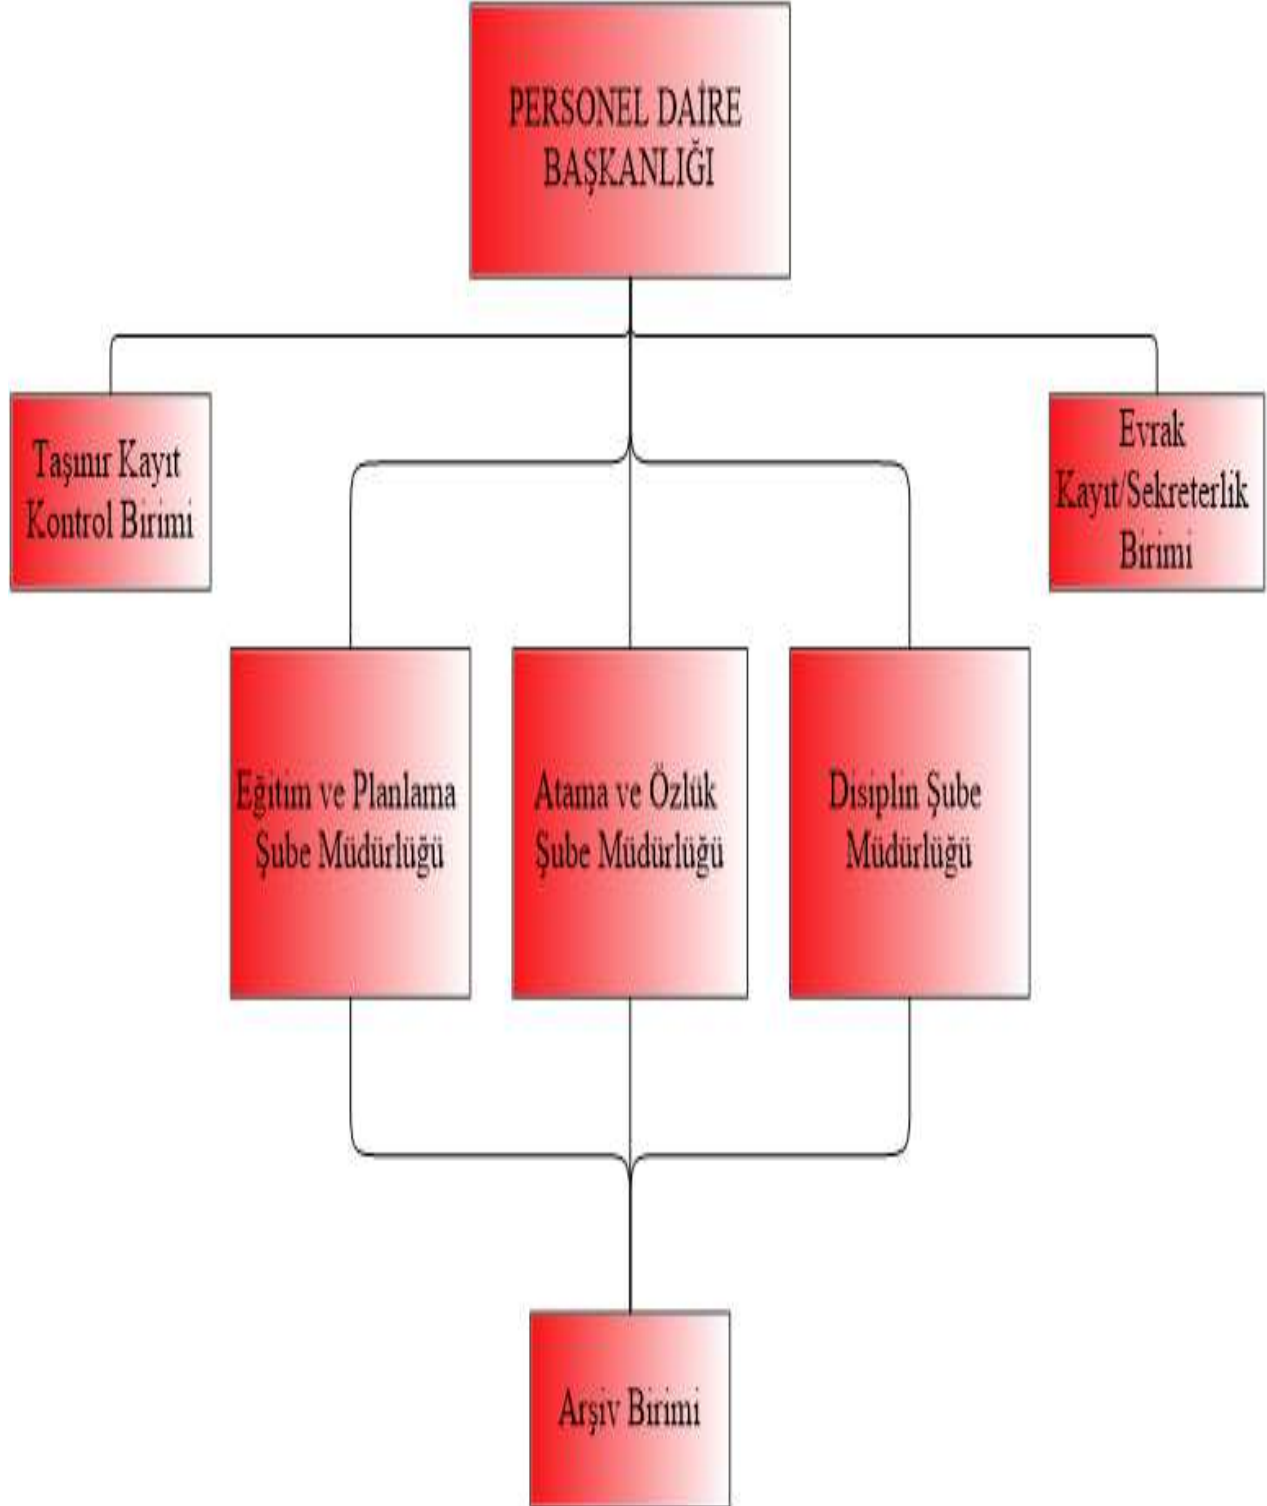 PERSONEL DAİRE
BAŞKANLIĞI
Taşınır Kayıt
Kontrol Birimi
Evrak
Kayıt/Sekreterlik
Birimi
Eğitim ve Planlama
Şube Müdürlüğü
Atama ve Özlük
Şube Müdürlüğü
Disiplin Şube
Müdürlüğü
Arşiv Birimi